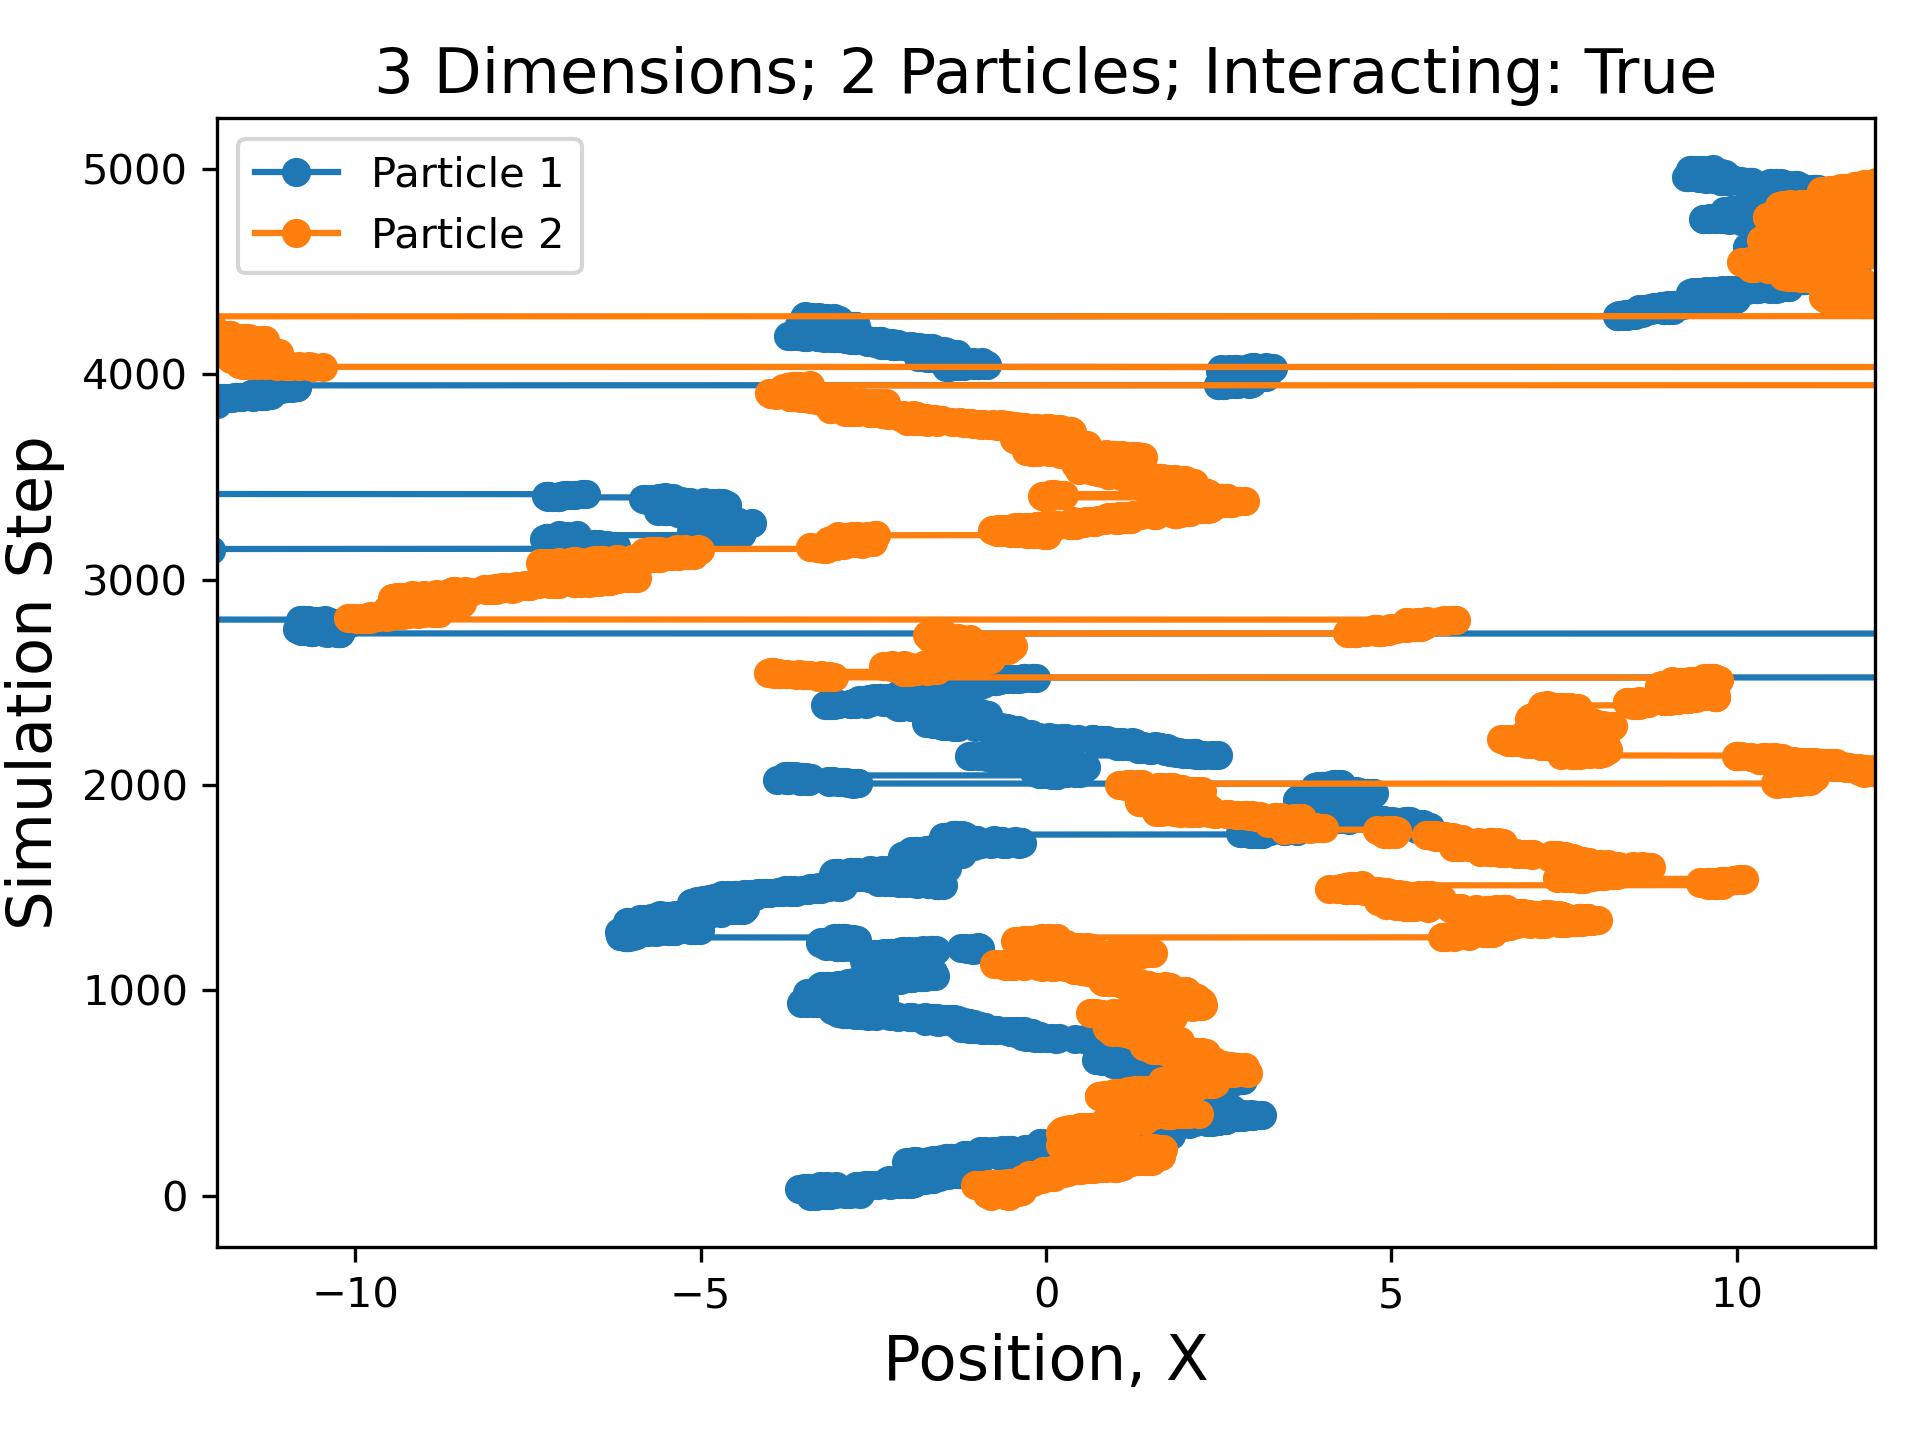 3 Dimensions; 2 Particles; Interacting: True
Particle 1
Particle 2
Simulation Step
5000
4000
3000
2000
1000
0
−10
−5
0
5
10
Position, X